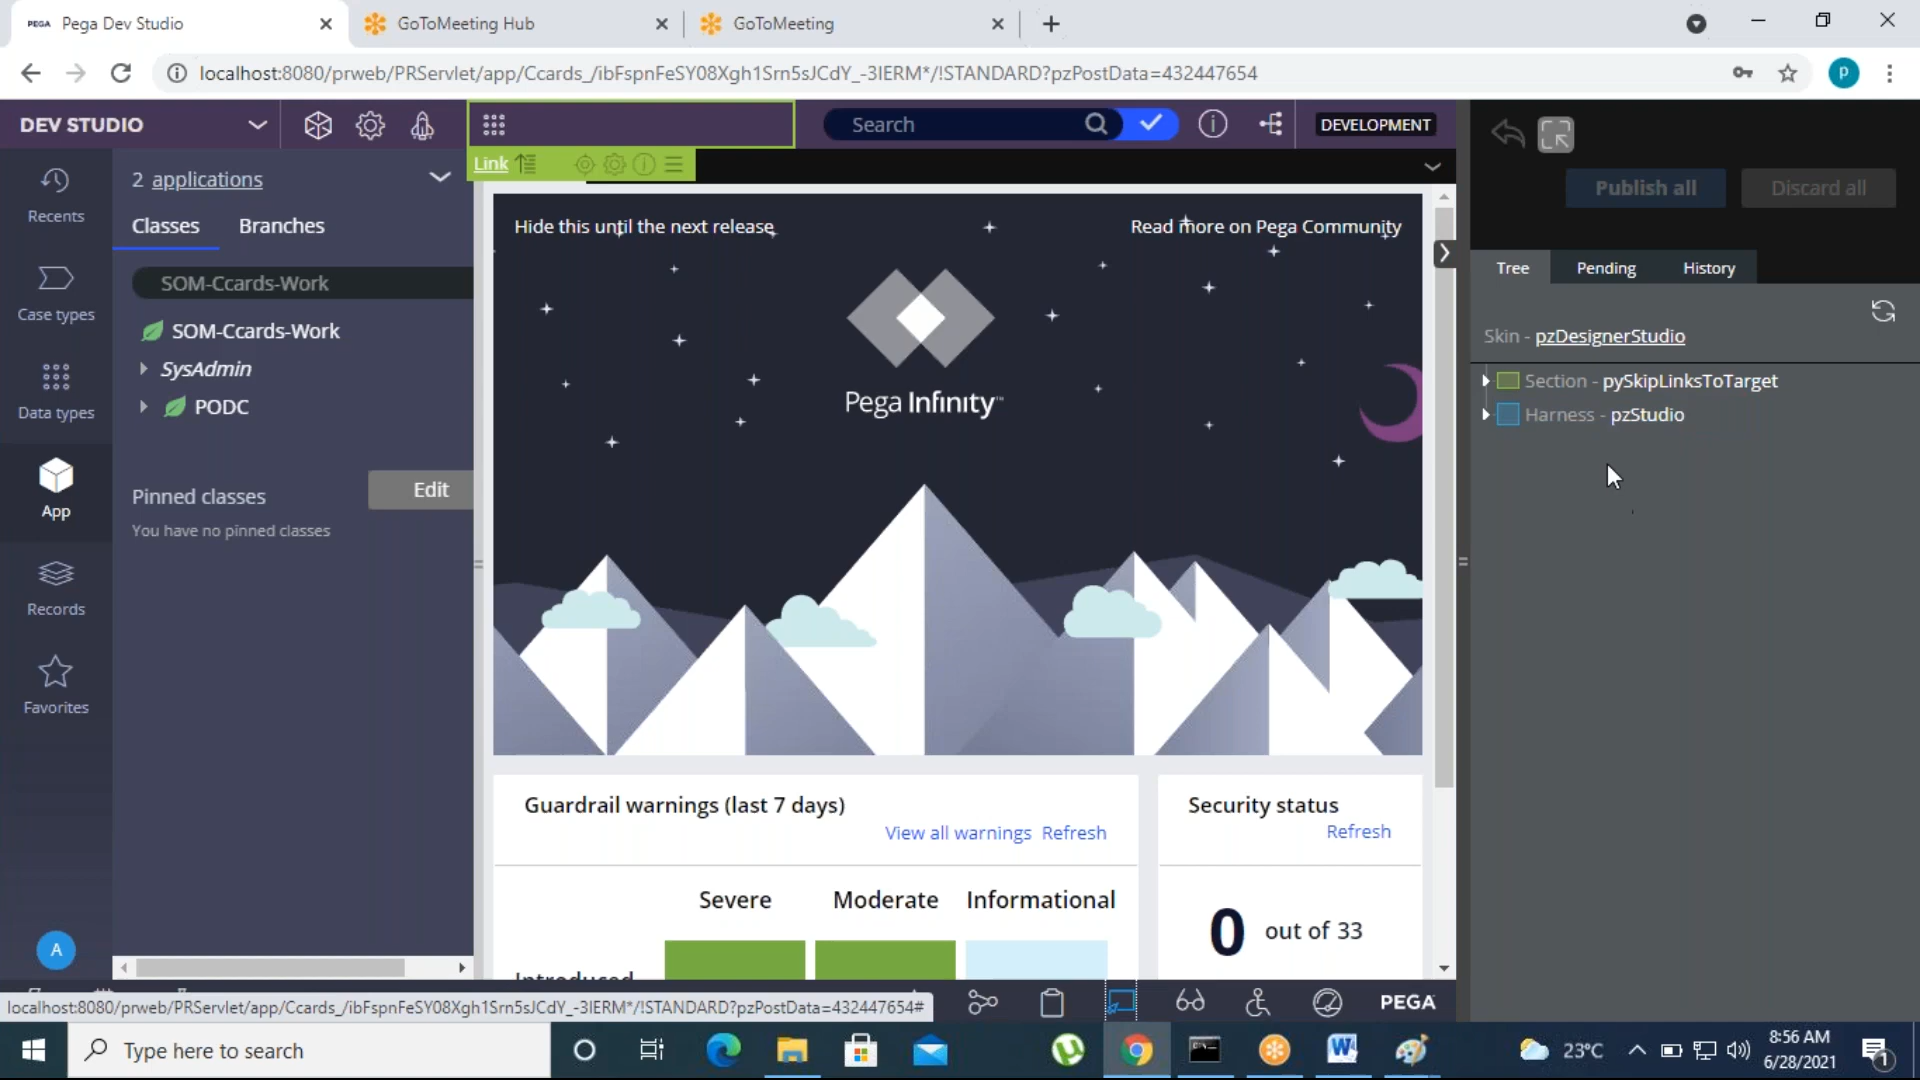 PEGA Pega Dev Studio
GoToMeeting Hub
GoToMeeting
localhost:8080/prweb/PRServlet/app/Ccards_/ibFspnFeSY08Xgh1Srn5sJCdY_-3IERM*/!STANDARD?pzPostData=432447654
P
DEV STUDIO
Search
DEVELOPMENT
Link
Publish all
Discard all
Recents
2 applications
Classes
Branches
Hide this until the next release
Read more on Pega Community
Tree
Pending
History
Case types
SOM-Ccards-Work
SOM-Ccards-Work
SysAdmin
PODC
Skin - pzDesignerStudio
Section - pySkipLinksToTarget
Harness - pzStudio
Data types
Pega Infinity™
App
Pinned classes
Edit
You have no pinned classes
Records
Favorites
Guardrail warnings (last 7 days)
View all warnings Refresh
Security status
Refresh
Severe
Moderate
Informational
0 out of 33
Introduced
A
localhost:8080/prweb/PRServlet/app/Ccards_/ibFspnFeSY08Xgh1Srn5sJCdY_-3IERM*/!STANDARD?pzPostData=432447654#
PEGA
Type here to search
23°C
8:56 AM
6/28/2021
1